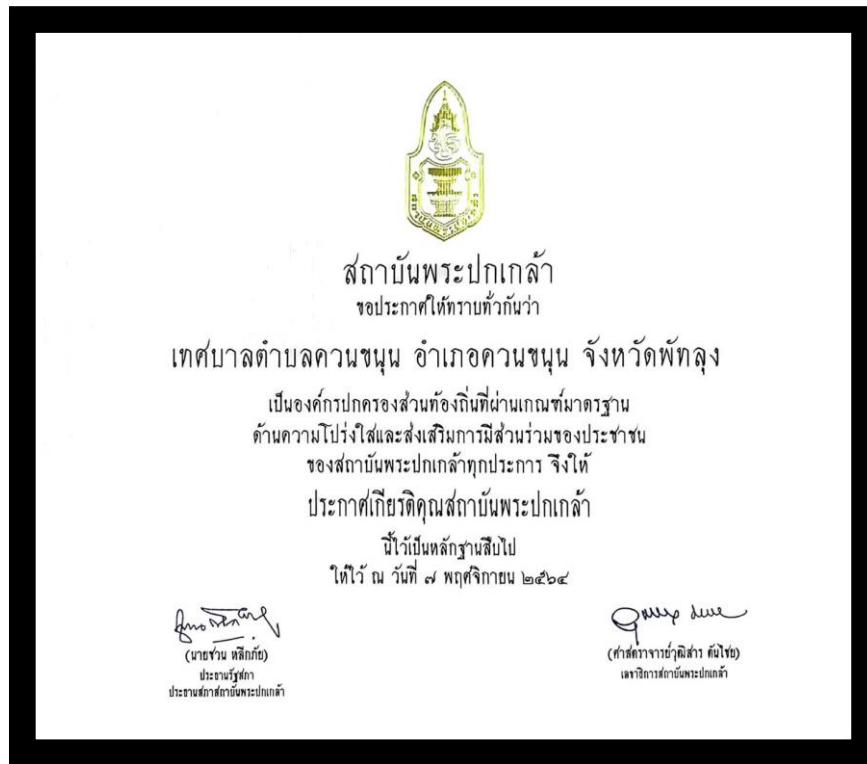 สถาบันพระปกเกล้า
สถาบันพระปกเกล้า
ขอประกาศให้ทราบทั่วกันว่า
เทศบาลตำบลควนขนุน อำเภอควนขนุน จังหวัดพัทลุง
เป็นองค์กรปกครองส่วนท้องถิ่นที่ผ่านเกณฑ์มาตรฐาน
ด้านความโปร่งใสและส่งเสริมการมีส่วนร่วมของประชาชน
ของสถาบันพระปกเกล้าทุกประการ จึงให้
ประกาศเกียรติคุณสถาบันพระปกเกล้า
นี้ไว้เป็นหลักฐานสืบไป
ให้ไว้ ณ วันที่ ๗ พฤศจิกายน ๒๕๖๔
(นายชวน หลีกภัย)
ประธานรัฐสภา
ประธานสภาสถาบันพระปกเกล้า
(ศาสตราจารย์วุฒิสาร ตันไชย)
เลขาธิการสถาบันพระปกเกล้า